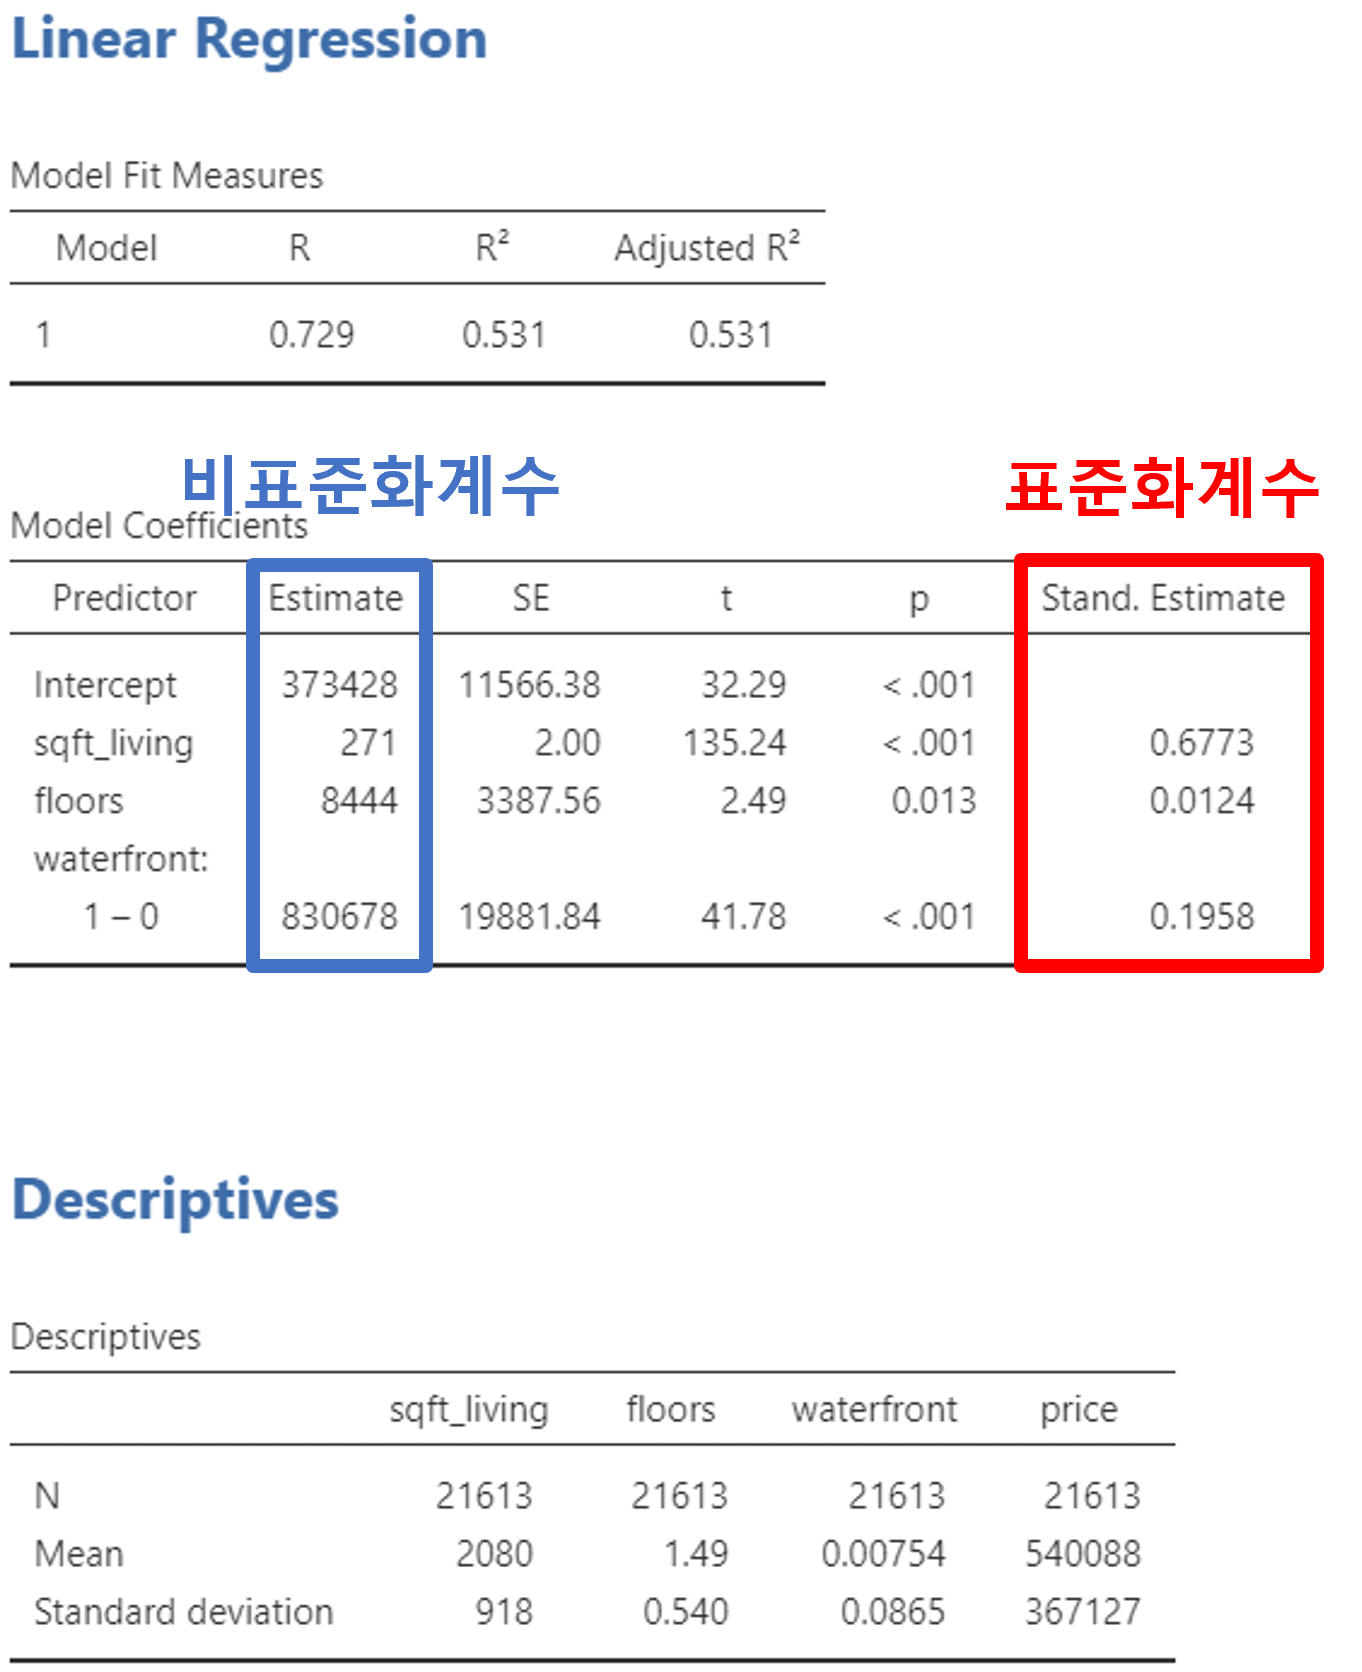 Linear Regression
Model Fit Measures
Model R R² Adjusted R²
1 0.729 0.531 0.531
비표준화계수 표준화계수
Model Coefficients
Predictor Estimate SE t p Stand. Estimate
Intercept 373428 11566.38 32.29 < .001
sqft_living 271 2.00 135.24 < .001 0.6773
floors 8444 3387.56 2.49 0.013 0.0124
waterfront:
1 – 0 830678 19881.84 41.78 < .001 0.1958
Descriptives
Descriptives
sqft_living floors waterfront price
N 21613 21613 21613 21613
Mean 2080 1.49 0.00754 540088
Standard deviation 918 0.540 0.0865 367127